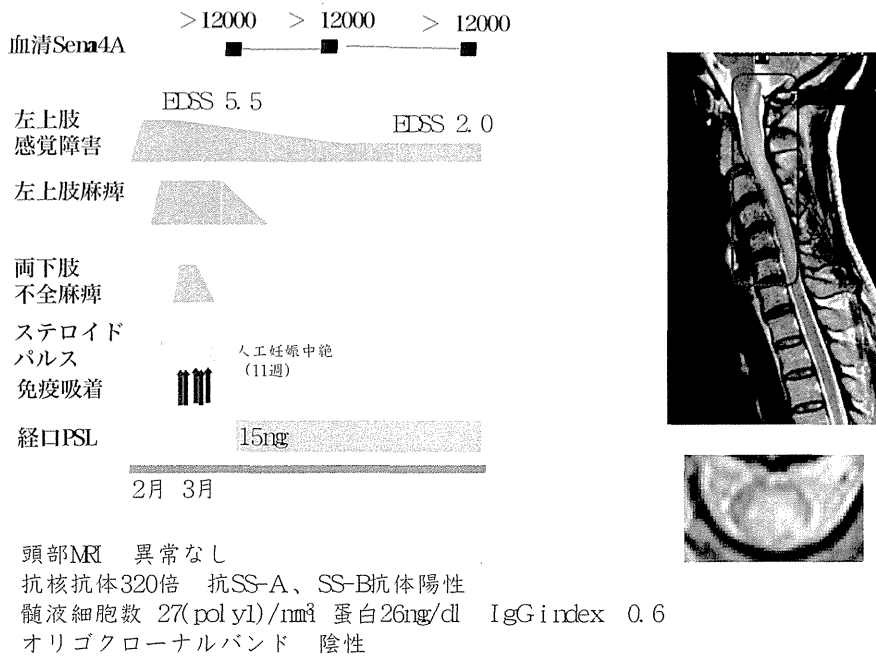 >12000 > 12000 > 12000
血清Sema4A
EDSS 5.5
EDSS 2.0
左上肢
感覚障害
左上肢麻痺
両下肢
不全麻痺
ステロイド
パルス
人工妊娠中絶
(11週)
免疫吸着
経口PSL
15mg
2月 3月
頭部MRI 異常なし
抗核抗体320倍 抗SS-A、SS-B抗体陽性
髄液細胞数 27(poly1)/mm3 蛋白26mg/dl IgG index 0.6
オリゴクローナルバンド 陰性